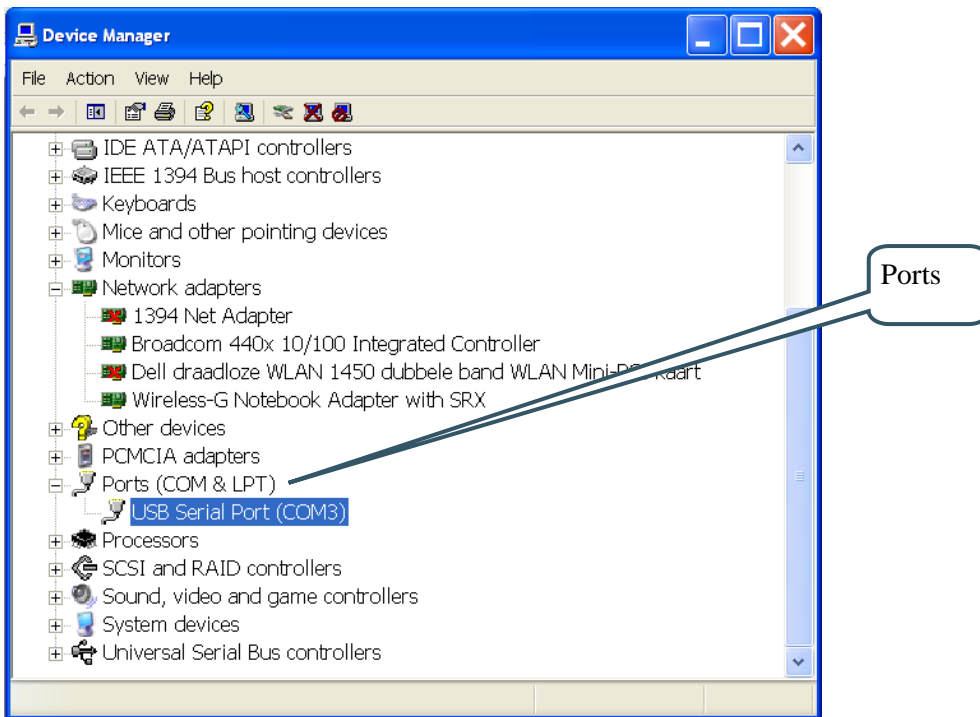 Device Manager
File Action View Help
IDE ATA/ATAPI controllers
IEEE 1394 Bus host controllers
Keyboards
Mice and other pointing devices
Monitors
Network adapters
1394 Net Adapter
Broadcom 440x 10/100 Integrated Controller
Dell draadloze WLAN 1450 dubbele band WLAN Mini-PCI-kaart
Wireless-G Notebook Adapter with SRX
Other devices
PCMCIA adapters
Ports (COM & LPT)
USB Serial Port (COM3)
Processors
SCSI and RAID controllers
Sound, video and game controllers
System devices
Universal Serial Bus controllers
Ports